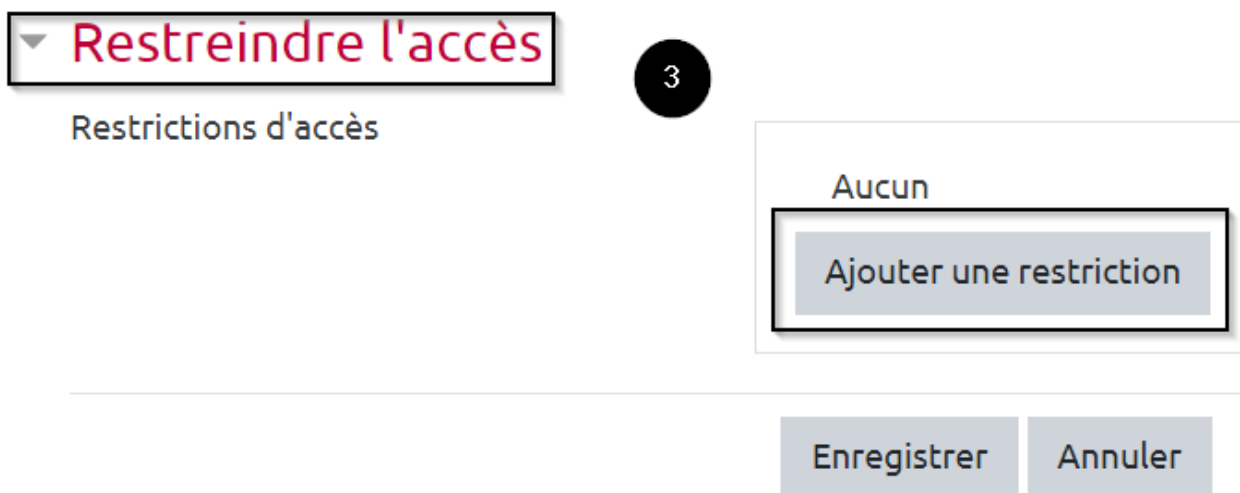 Restreindre l'accès
3
Restrictions d'accès
Aucun
Ajouter une restriction
Enregistrer Annuler